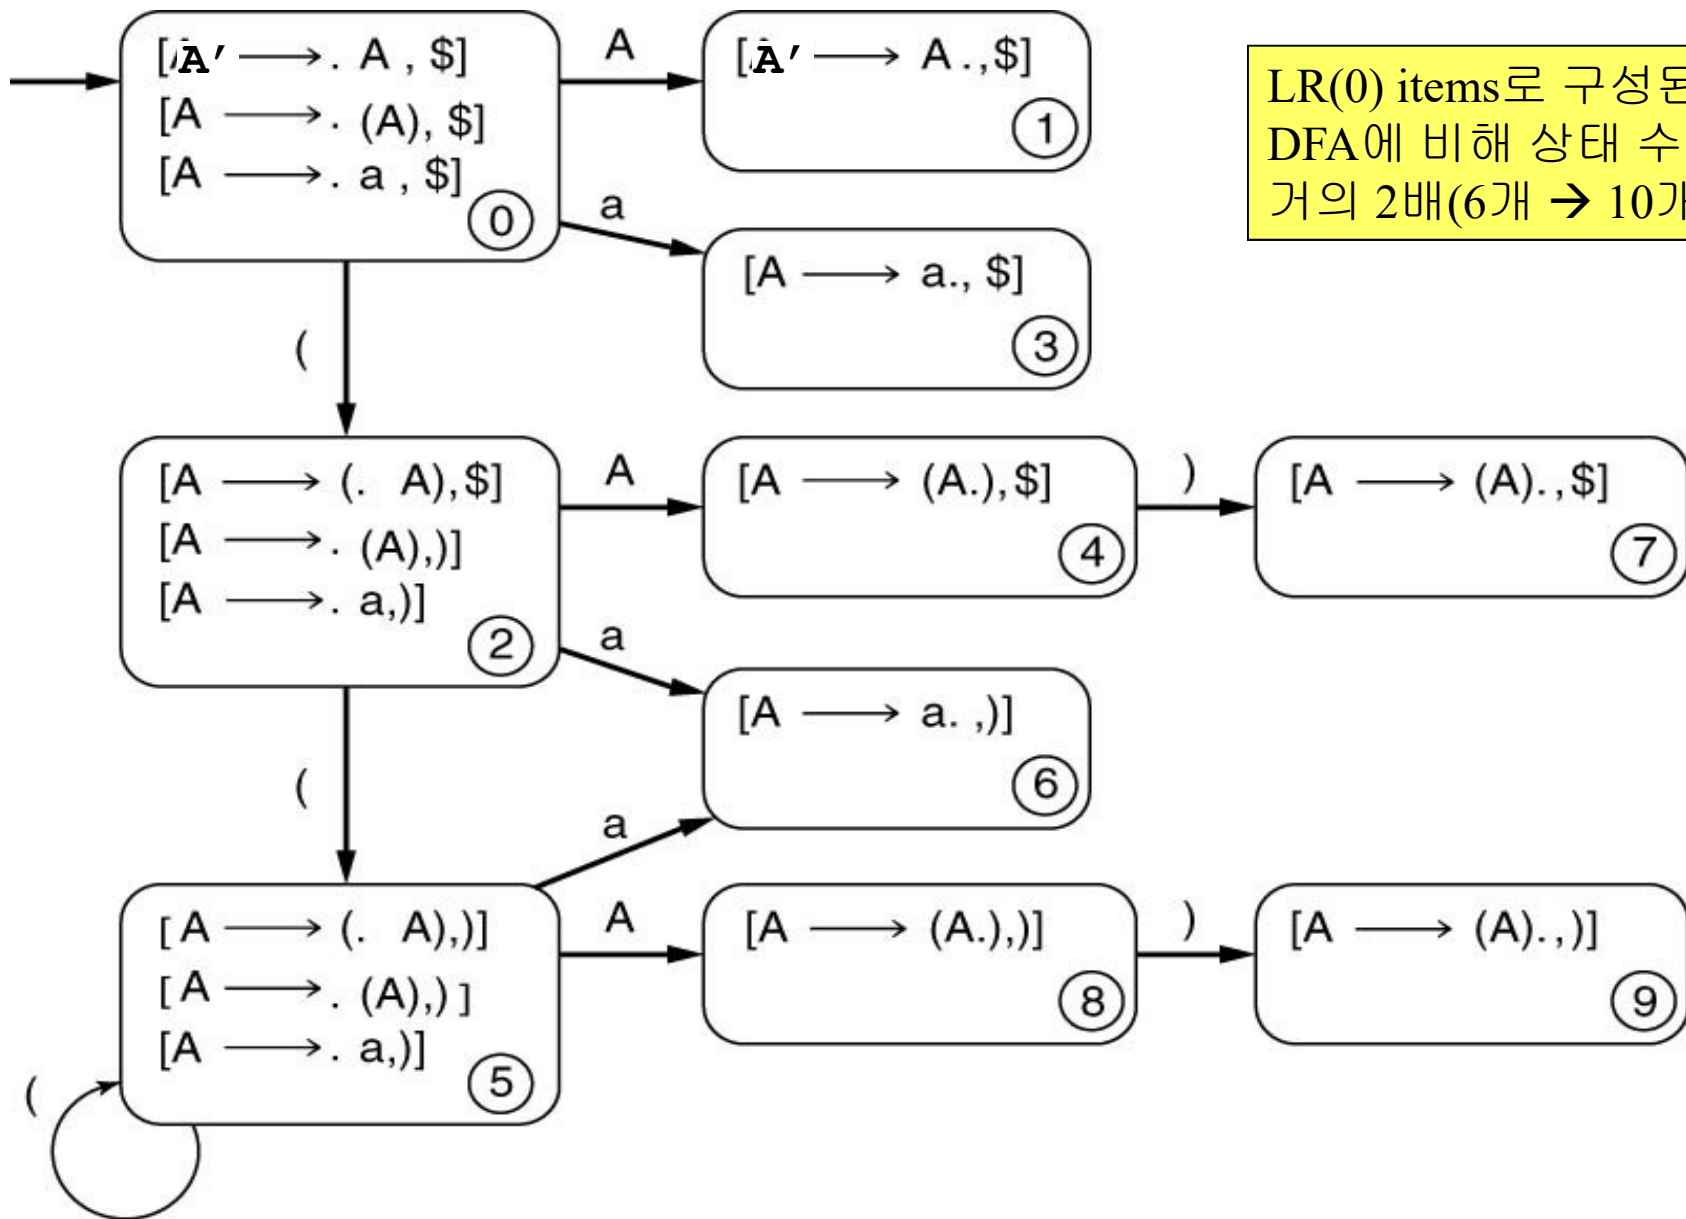 [A' ⟶ . A , $]
[A ⟶ . (A), $]
[A ⟶ . a , $]
0
A
[A' ⟶ A .,$]
1
a
[A ⟶ a., $]
3
LR(0) items로 구성된
DFA에 비해 상태 수
거의 2배(6개 → 10개
(
[A ⟶ (. A),$]
[A ⟶ . (A),)]
[A ⟶ . a,)]
2
A
[A ⟶ (A.),$]
4
)
[A ⟶ (A).,$]
7
a
[A ⟶ a. ,)]
6
(
a
[A ⟶ (. A),)]
[A ⟶ . (A),) ]
[A ⟶ . a,)]
5
A
[A ⟶ (A.),)]
8
)
[A ⟶ (A).,)]
9
(